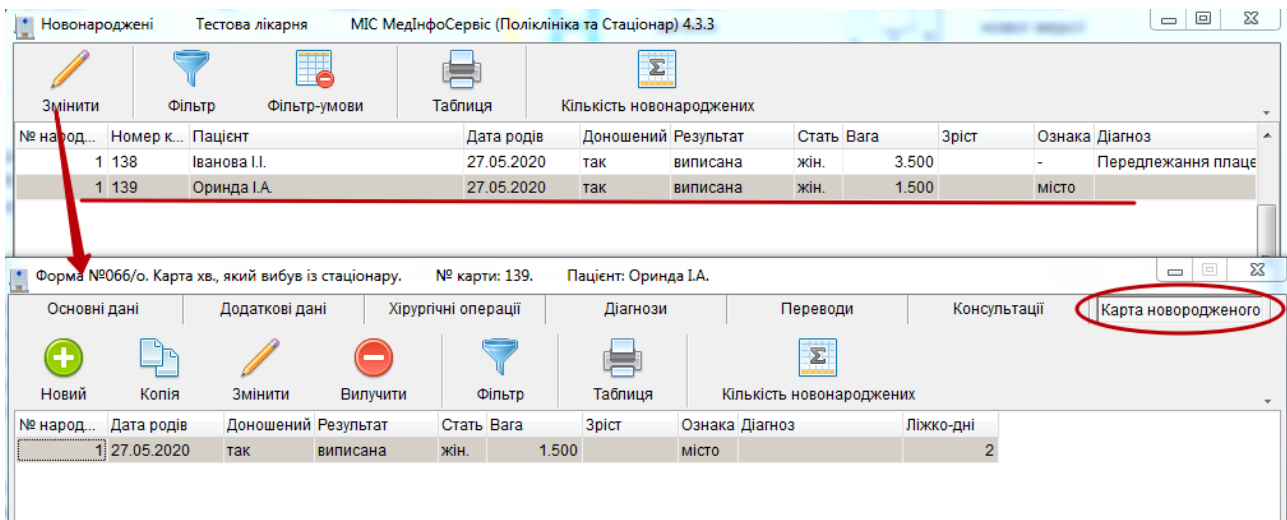 Новонароджені Тестова лікарня МІС МедІнфоСервіс (Поліклініка та Стаціонар) 4.3.3
Змінити Фільтр Фільтр-умови Таблиця Кількість новонароджених
№ народ... Номер к... Пацієнт Дата родів Доношений Результат Стать Вага Зріст Ознака Діагноз
1 138 Іванова І.І. 27.05.2020 так виписана жін. 3.500 - Передлежання плаце
1 139 Оринда І.А. 27.05.2020 так виписана жін. 1.500 місто
Форма №066/о. Карта хв., який вибув із стаціонару. № карти: 139. Пацієнт: Оринда І.А.
Основні дані Додаткові дані Хірургічні операції Діагнози Переводи Консультації Карта новородженого
Новий Копія Змінити Вилучити Фільтр Таблиця Кількість новонароджених
№ народ... Дата родів Доношений Результат Стать Вага Зріст Ознака Діагноз Ліжко-дні
1 27.05.2020 так виписана жін. 1.500 місто 2